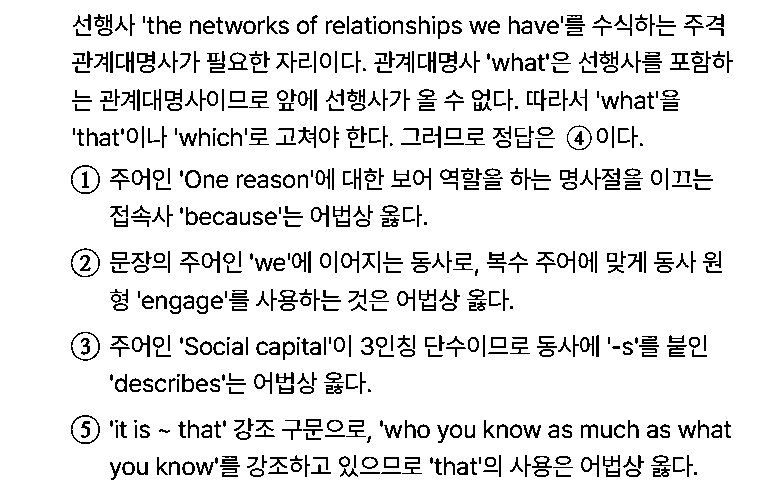 선행사 'the networks of relationships we have'를 수식하는 주격
관계대명사가 필요한 자리이다. 관계대명사 'what'은 선행사를 포함하
는 관계대명사이므로 앞에 선행사가 올 수 없다. 따라서 'what'을
'that'이나 'which'로 고쳐야 한다. 그러므로 정답은 ④이다.
① 주어인 'One reason'에 대한 보어 역할을 하는 명사절을 이끄는
접속사 'because'는 어법상 옳다.
② 문장의 주어인 'we'에 이어지는 동사로, 복수 주어에 맞게 동사 원
형 'engage'를 사용하는 것은 어법상 옳다.
③ 주어인 'Social capital'이 3인칭 단수이므로 동사에 '-s'를 붙인
'describes'는 어법상 옳다.
⑤ 'it is ~ that' 강조 구문으로, 'who you know as much as what
you know'를 강조하고 있으므로 'that'의 사용은 어법상 옳다.